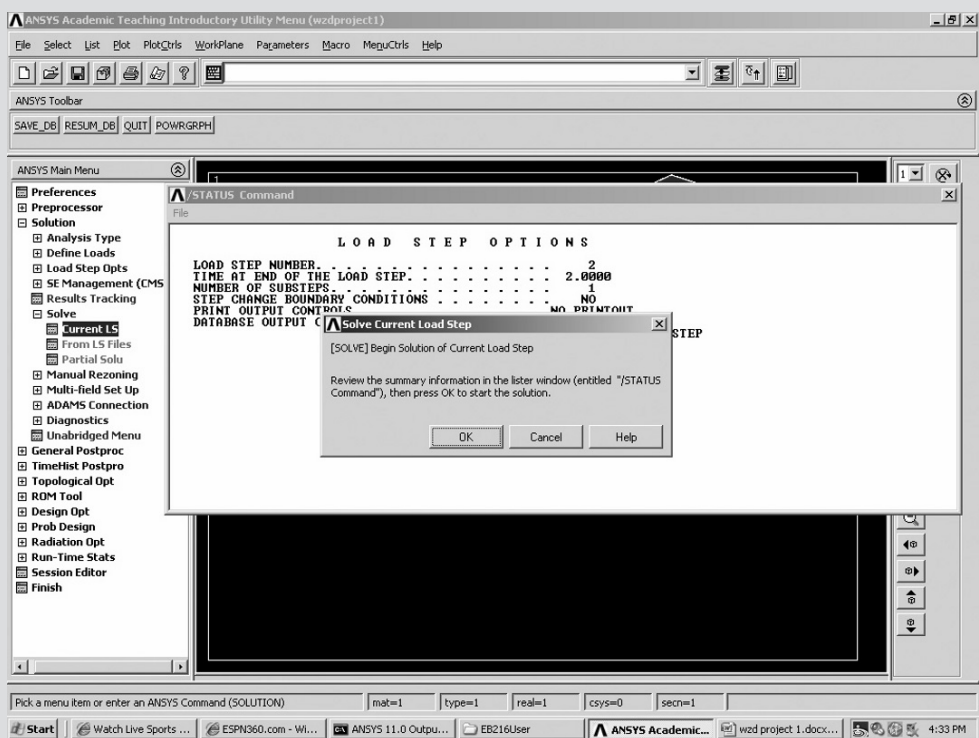 ANSYS Academic Teaching Introductory Utility Menu (wzdproject1)
File Select List Plot PlotCtrls WorkPlane Parameters Macro MenuCtrls Help
ANSYS Toolbar
SAVE_DB RESUM_DB QUIT POWRGRPH
ANSYS Main Menu
Preferences
Preprocessor
Solution
Analysis Type
Define Loads
Load Step Opts
SE Management (CMS
Results Tracking
Solve
Current LS
From LS Files
Partial Solu
Manual Rezoning
Multi-field Set Up
ADAMS Connection
Diagnostics
Unabridged Menu
General Postproc
TimeHist Postpro
Topological Opt
ROM Tool
Design Opt
Prob Design
Radiation Opt
Run-Time Stats
Session Editor
Finish
1
1
/STATUS Command
File
L O A D   S T E P   O P T I O N S
LOAD STEP NUMBER. . . . . . . . . . . . . . . . 2
TIME AT END OF THE LOAD STEP. . . . . . . . . . 2.0000
NUMBER OF SUBSTEPS. . . . . . . . . . . . . . . 1
STEP CHANGE BOUNDARY CONDITIONS . . . . . . . . NO
PRINT OUTPUT CONTROLS NO PRINTOUT
DATABASE OUTPUT C
STEP
Solve Current Load Step
[SOLVE] Begin Solution of Current Load Step
Review the summary information in the lister window (entitled "/STATUS
Command"), then press OK to start the solution.
OK Cancel Help
Pick a menu item or enter an ANSYS Command (SOLUTION) mat=1 type=1 real=1 csys=0 secn=1
Start Watch Live Sports ... ESPN360.com - Wi... ANSYS 11.0 Outpu... EB216User ANSYS Academic... wzd project 1.docx... 4:33 PM